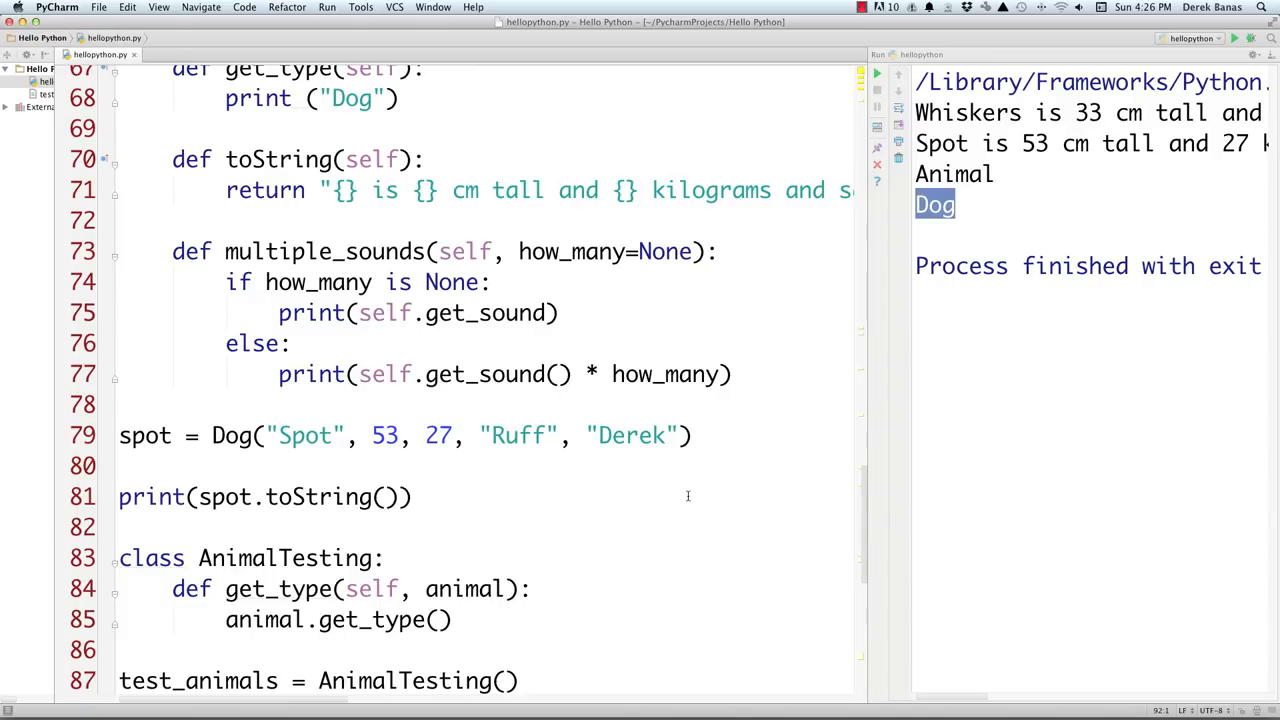 PyCharm File Edit View Navigate Code Refactor Run Tools VCS Window Help 10 Sun 4:26 PM Derek Banas
hellopython.py - Hello Python - [~/PycharmProjects/Hello Python]
Hello Python hellopython.py hellopython
hellopython.py Run hellopython
Hello P
hello
test
Externa
67 def get_type(self):
68 print ("Dog")
69
70 def toString(self):
71 return "{} is {} cm tall and {} kilograms and s
72
73 def multiple_sounds(self, how_many=None):
74 if how_many is None:
75 print(self.get_sound)
76 else:
77 print(self.get_sound() * how_many)
78
79 spot = Dog("Spot", 53, 27, "Ruff", "Derek")
80
81 print(spot.toString())
82
83 class AnimalTesting:
84 def get_type(self, animal):
85 animal.get_type()
86
87 test_animals = AnimalTesting()
/Library/Frameworks/Python.
Whiskers is 33 cm tall and
Spot is 53 cm tall and 27 k
Animal
Dog
Process finished with exit
92:1 LF UTF-8